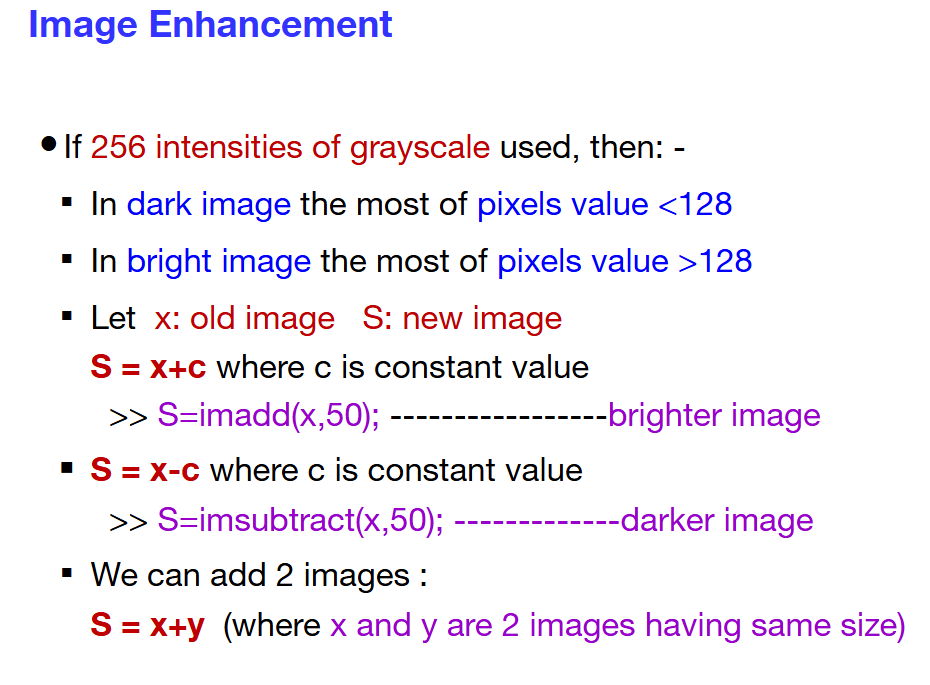 Image Enhancement
● If 256 intensities of grayscale used, then: -
▪ In dark image the most of pixels value <128
▪ In bright image the most of pixels value >128
▪ Let x: old image S: new image
S = x+c where c is constant value
>> S=imadd(x,50); -----------------brighter image
▪ S = x-c where c is constant value
>> S=imsubtract(x,50); -------------darker image
▪ We can add 2 images :
S = x+y (where x and y are 2 images having same size)